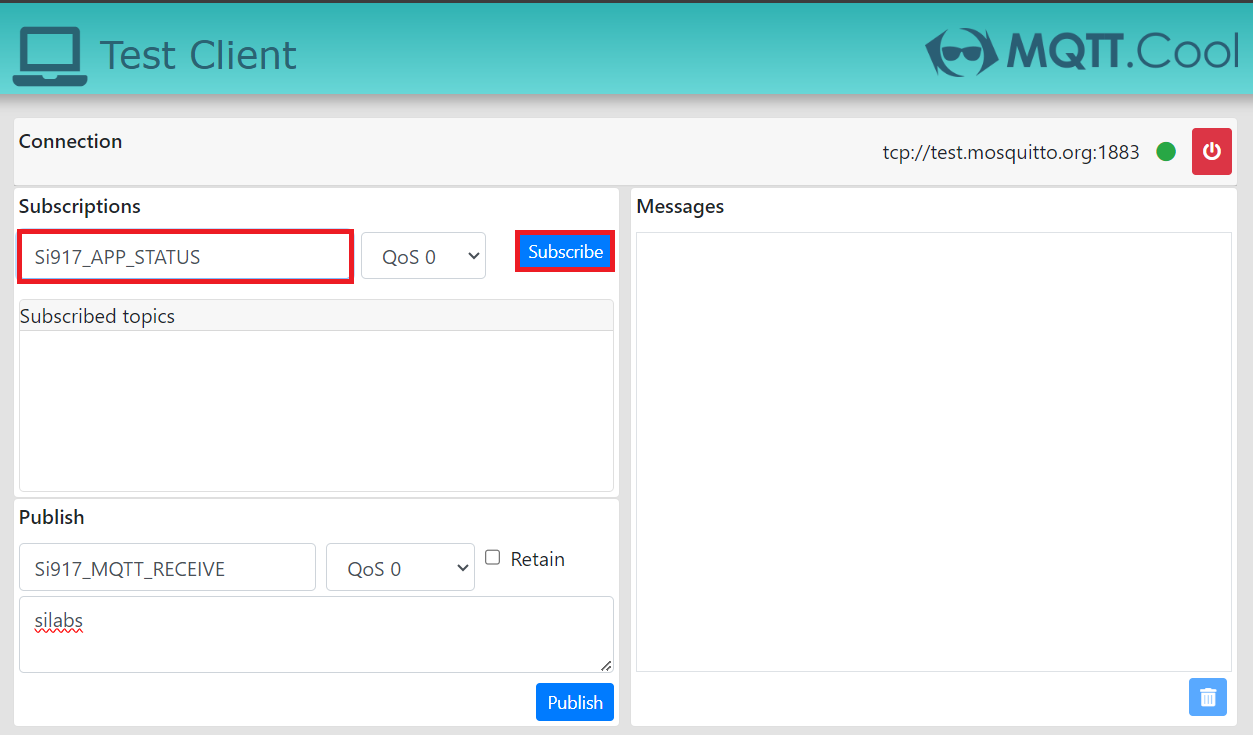 Test Client
MQTT.Cool
Connection
tcp://test.mosquitto.org:1883
Subscriptions
Si917_APP_STATUS
QoS 0
Subscribe
Subscribed topics
Publish
Si917_MQTT_RECEIVE
QoS 0
Retain
silabs
Publish
Messages